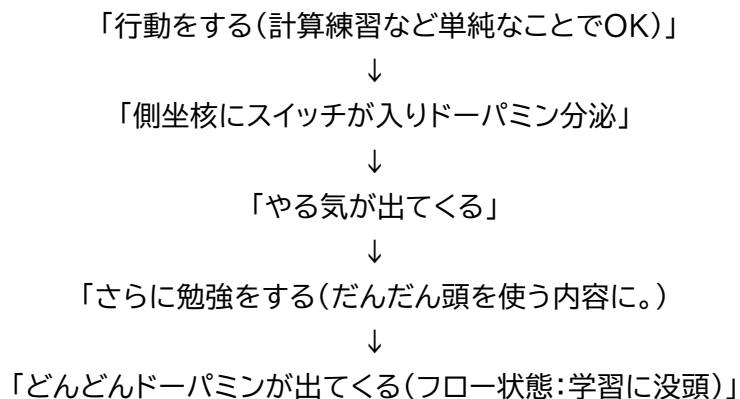 「行動をする(計算練習など単純なことでOK)」
↓
「側坐核にスイッチが入りドーパミン分泌」
↓
「やる気が出てくる」
↓
「さらに勉強をする(だんだん頭を使う内容に。)
↓
「どんどんドーパミンが出てくる(フロー状態:学習に没頭)」